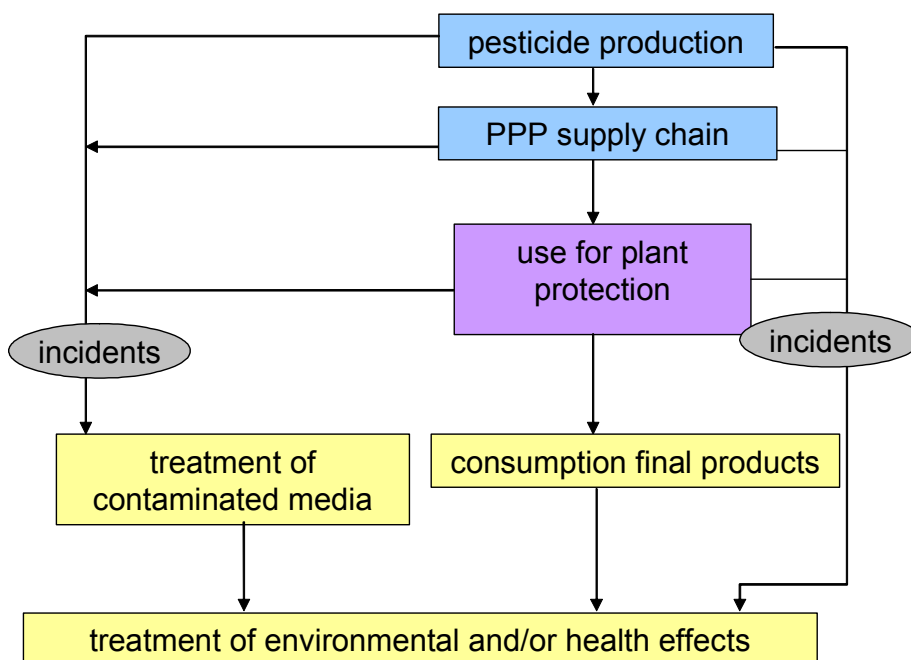 pesticide production
PPP supply chain
use for plant
protection
incidents
incidents
treatment of
contaminated media
consumption final products
treatment of environmental and/or health effects